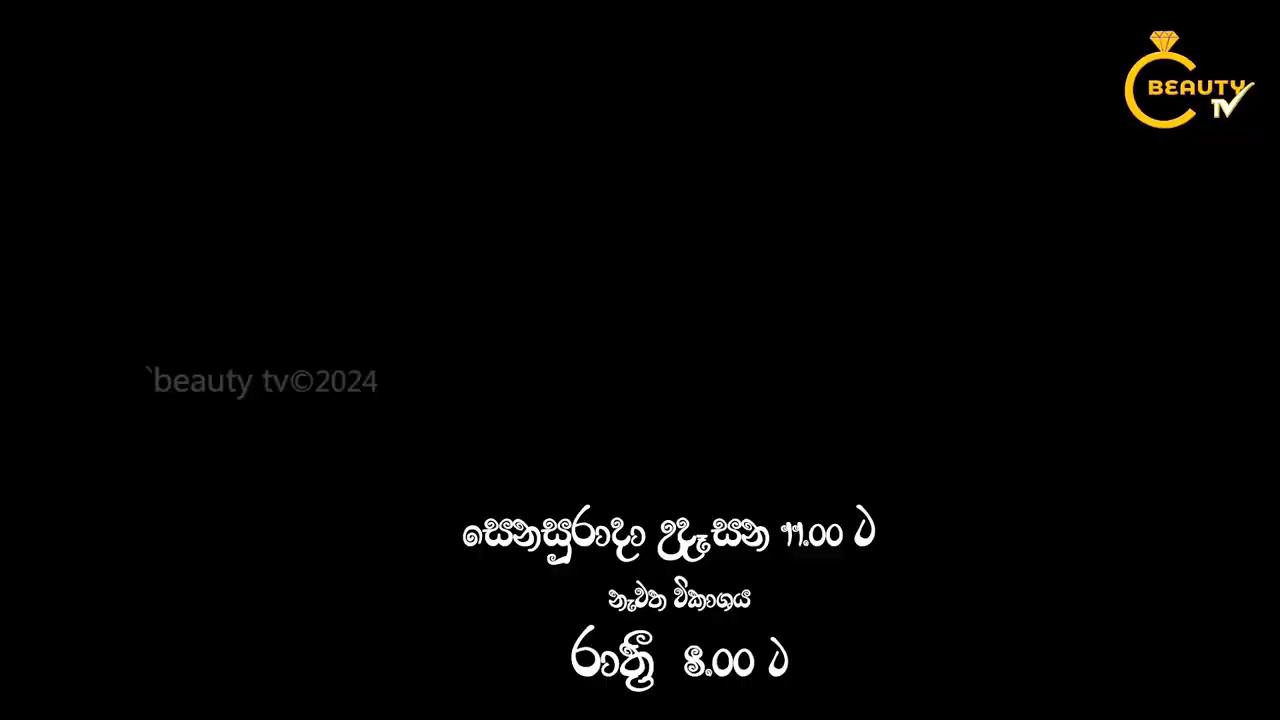 BEAUTY
TV
`beauty tv©2024
සෙනසුරාදා උදෑසන 11.00 ට
නැවත විකාශය
රාත්‍රී 8.00 ට